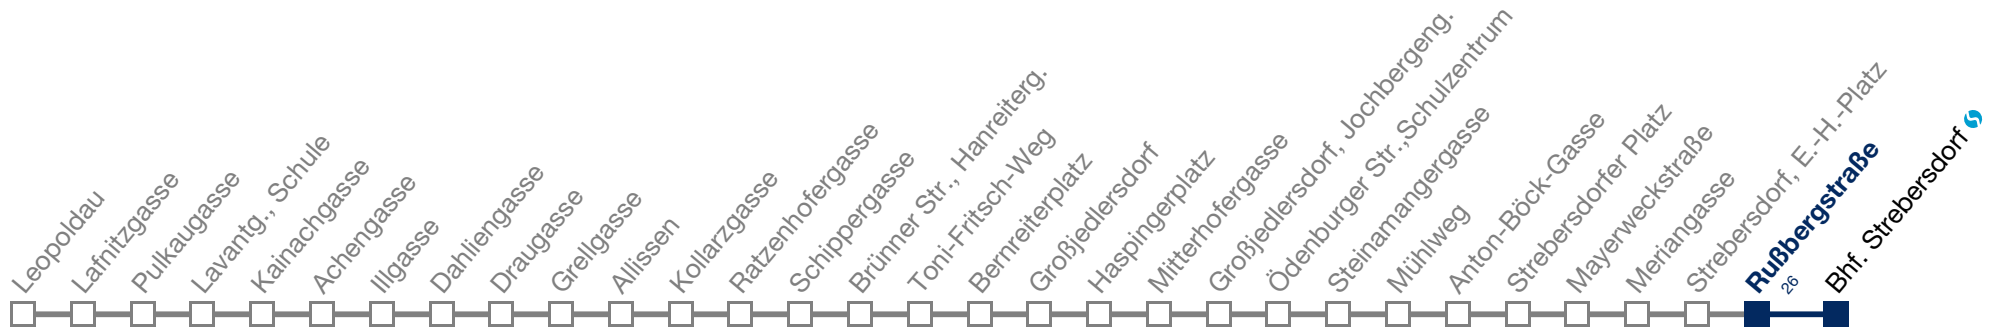 Leopoldau
Lafnitzgasse
Pulkaugasse
Lavantg., Schule
Kainachgasse
Achengasse
Illgasse
Dahliengasse
Draugasse
Grellgasse
Allissen
Kollarzgasse
Ratzenhofergasse
Schippergasse
Brünner Str., Hanreiterg.
Toni-Fritsch-Weg
Bernreiterplatz
Großjedlersdorf
Haspingerplatz
Mitterhofergasse
Großjedlersdorf, Jochbergeng.
Ödenburger Str.,Schulzentrum
Steinamangergasse
Mühlweg
Anton-Böck-Gasse
Strebersdorfer Platz
Mayerweckstraße
Meriangasse
Strebersdorf, E.-H.-Platz
Rußbergstraße
26
Bhf. Strebersdorf